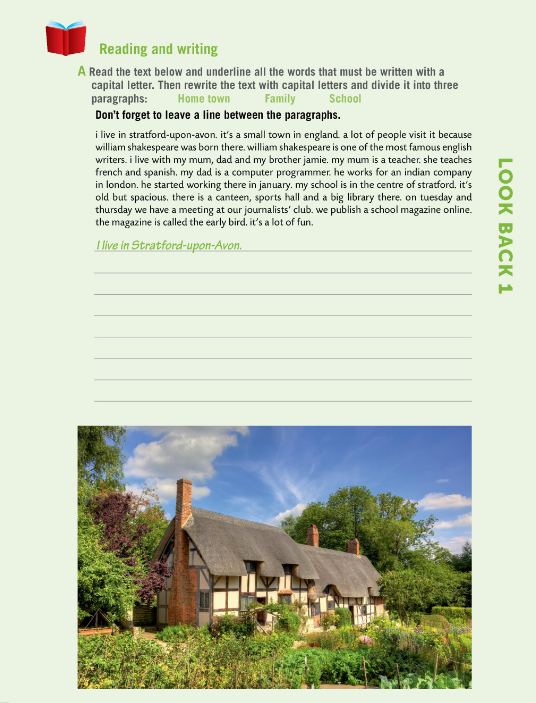 Reading and writing
A Read the text below and underline all the words that must be written with a
capital letter. Then rewrite the text with capital letters and divide it into three
paragraphs: Home town Family School
Don't forget to leave a line between the paragraphs.
i live in stratford-upon-avon. it's a small town in england. a lot of people visit it because
william shakespeare was born there. william shakespeare is one of the most famous english
writers. i live with my mum, dad and my brother jamie. my mum is a teacher. she teaches
french and spanish. my dad is a computer programmer. he works for an indian company
in london. he started working there in january. my school is in the centre of stratford. it's
old but spacious. there is a canteen, sports hall and a big library there. on tuesday and
thursday we have a meeting at our journalists' club. we publish a school magazine online.
the magazine is called the early bird. it's a lot of fun.
I live in Stratford-upon-Avon.
LOOK BACK 1